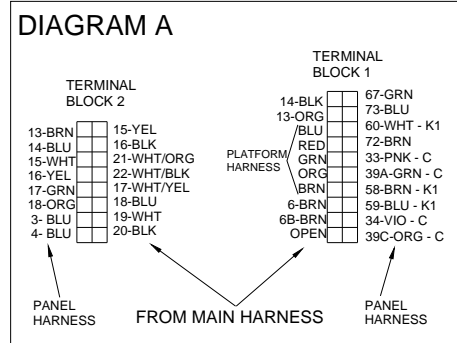 DIAGRAM A
TERMINAL
BLOCK 2
13-BRN
14-BLU
15-WHT
16-YEL
17-GRN
18-ORG
3- BLU
4- BLU
15-YEL
16-BLK
21-WHT/ORG
22-WHT/BLK
17-WHT/YEL
18-BLU
19-WHT
20-BLK
TERMINAL
BLOCK 1
14-BLK
13-ORG
BLU
RED
GRN
ORG
BRN
6-BRN
6B-BRN
OPEN
PLATFORM
HARNESS
67-GRN
73-BLU
60-WHT - K1
72-BRN
33-PNK - C
39A-GRN - C
58-BRN - K1
59-BLU - K1
34-VIO - C
39C-ORG - C
PANEL
HARNESS
FROM MAIN HARNESS
PANEL
HARNESS